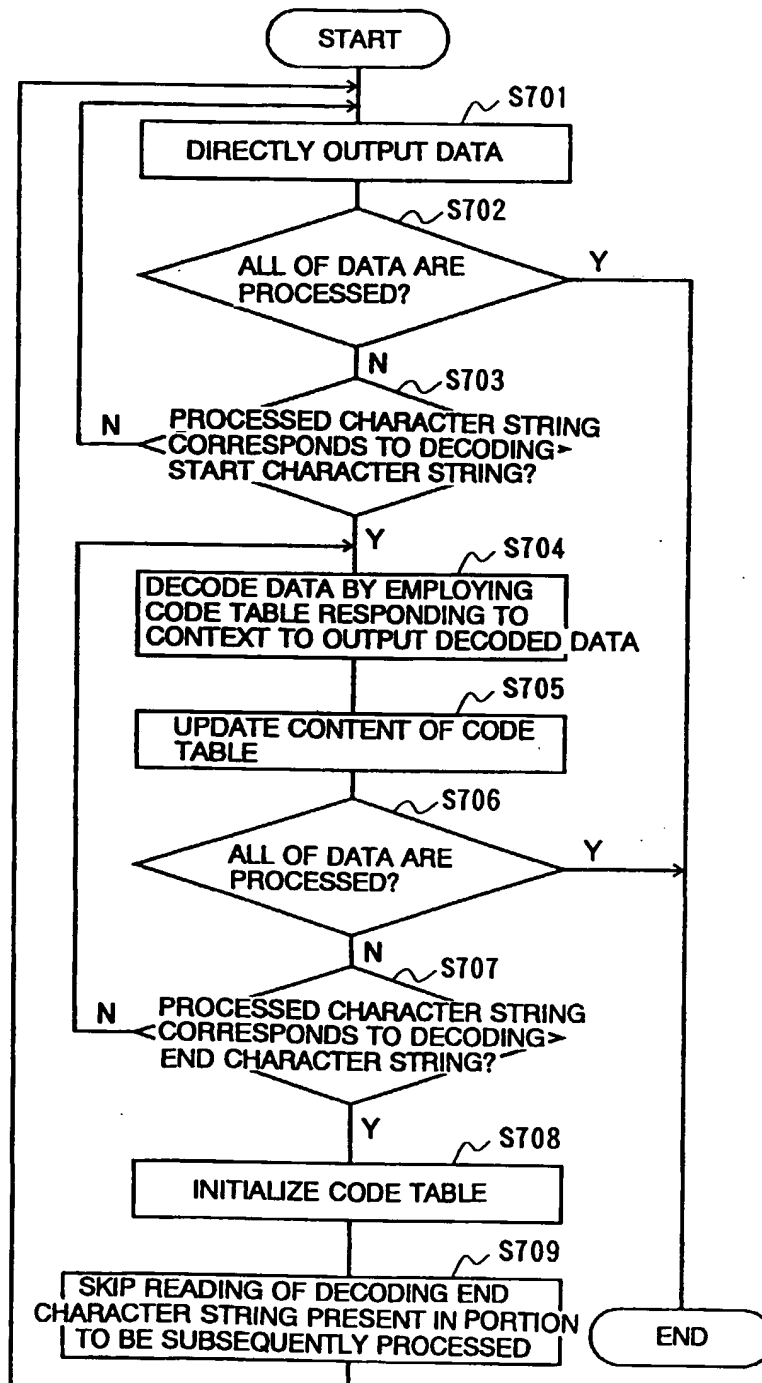 START
S701
DIRECTLY OUTPUT DATA
S702
ALL OF DATA ARE
PROCESSED?
Y
N
S703
N
PROCESSED CHARACTER STRING
CORRESPONDS TO DECODING
START CHARACTER STRING?
Y
S704
DECODE DATA BY EMPLOYING
CODE TABLE RESPONDING TO
CONTEXT TO OUTPUT DECODED DATA
S705
UPDATE CONTENT OF CODE
TABLE
S706
ALL OF DATA ARE
PROCESSED?
Y
N
S707
N
PROCESSED CHARACTER STRING
CORRESPONDS TO DECODING
END CHARACTER STRING?
Y
S708
INITIALIZE CODE TABLE
S709
SKIP READING OF DECODING END
CHARACTER STRING PRESENT IN PORTION
TO BE SUBSEQUENTLY PROCESSED
END